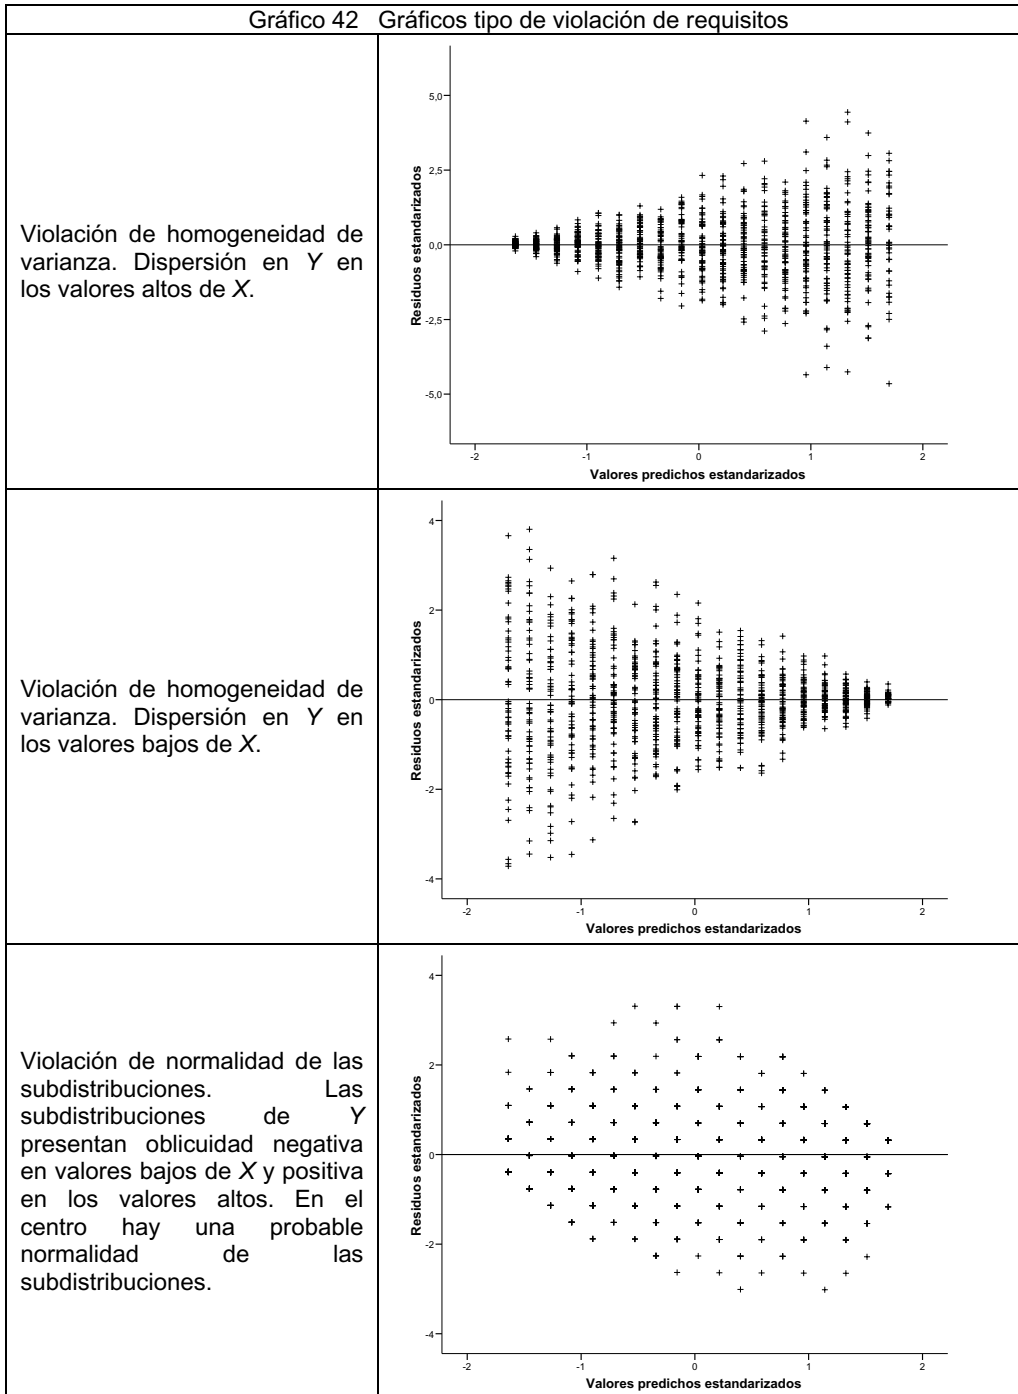 Gráfico 42 Gráficos tipo de violación de requisitos
Violación de homogeneidad de
varianza. Dispersión en Y en
los valores altos de X.
Residuos estandarizados
5,0
2,5
0,0
-2,5
-5,0
-2 -1 0 1 2
Valores predichos estandarizados
Violación de homogeneidad de
varianza. Dispersión en Y en
los valores bajos de X.
Residuos estandarizados
4
2
0
-2
-4
-2 -1 0 1 2
Valores predichos estandarizados
Violación de normalidad de las
subdistribuciones. Las
subdistribuciones de Y
presentan oblicuidad negativa
en valores bajos de X y positiva
en los valores altos. En el
centro hay una probable
normalidad de las
subdistribuciones.
Residuos estandarizados
4
2
0
-2
-4
-2 -1 0 1 2
Valores predichos estandarizados